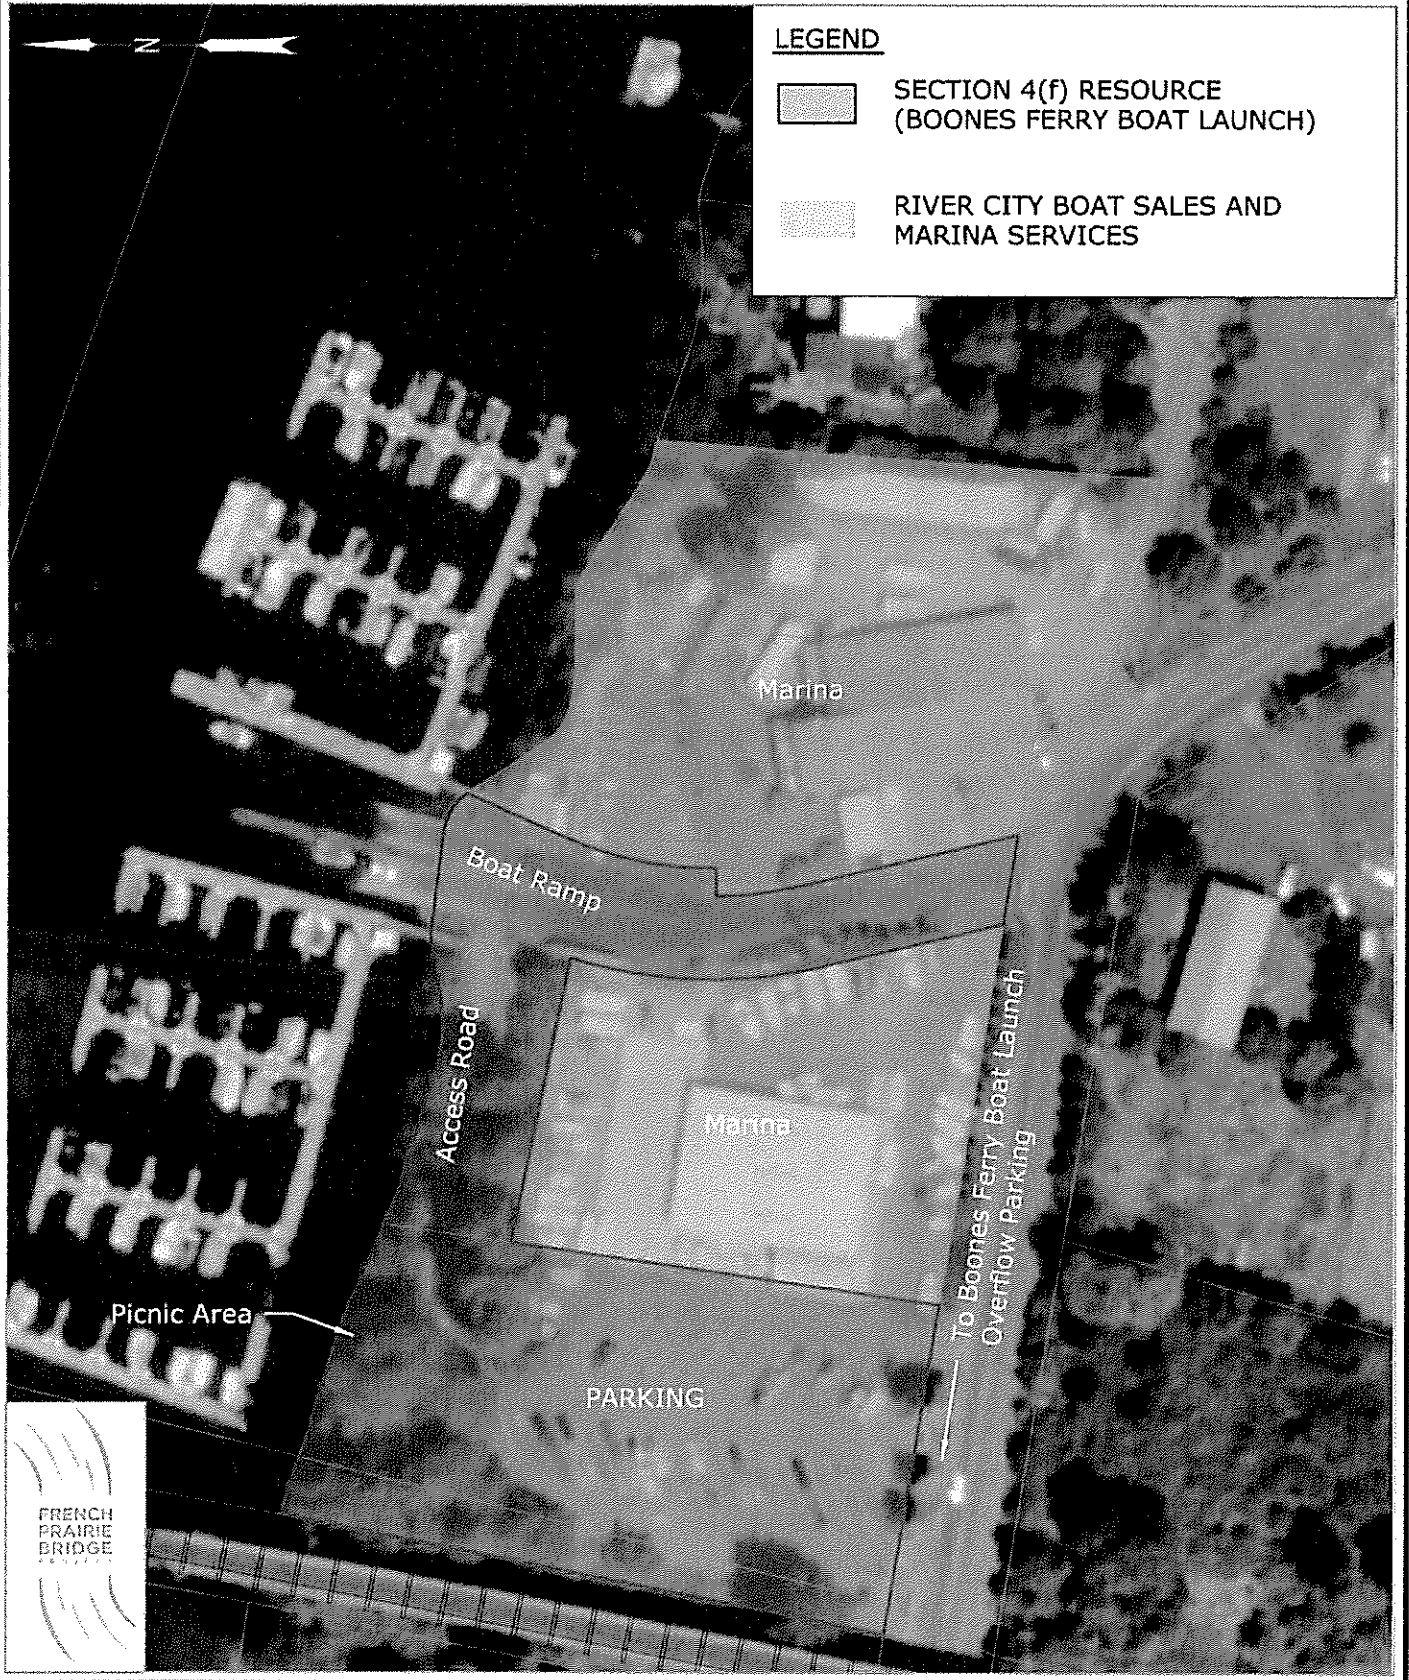 N
LEGEND
SECTION 4(f) RESOURCE
(BOONES FERRY BOAT LAUNCH)
RIVER CITY BOAT SALES AND
MARINA SERVICES
Marina
Boat Ramp
Access Road
Marina
To Boones Ferry Boat Launch
Overflow Parking
Picnic Area
PARKING
FRENCH
PRAIRIE
BRIDGE